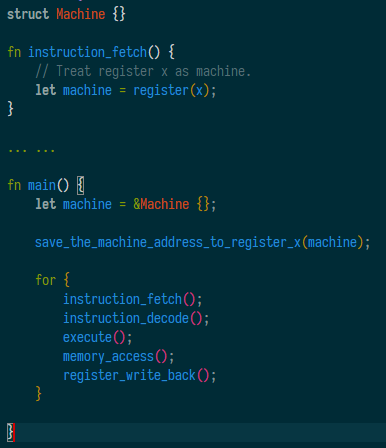 struct Machine {}
fn instruction_fetch() {
// Treat register x as machine.
let machine = register(x);
}
... ...
fn main() {
let machine = &Machine {};
save_the_machine_address_to_register_x(machine);
for {
instruction_fetch();
instruction_decode();
execute();
memory_access();
register_write_back();
}
}